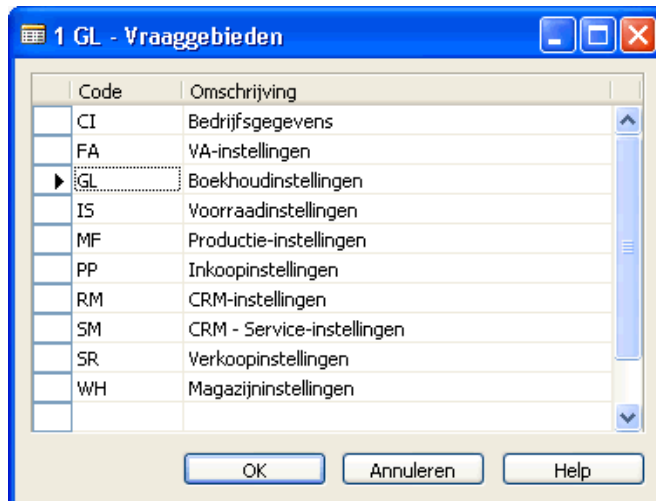 1 GL - Vraaggebieden
Code Omschrijving
CI Bedrijfsgegevens
FA VA-instellingen
GL Boekhoudinstellingen
IS Voorraadinstellingen
MF Productie-instellingen
PP Inkoopinstellingen
RM CRM-instellingen
SM CRM - Service-instellingen
SR Verkoopinstellingen
WH Magazijninstellingen
OK Annuleren Help